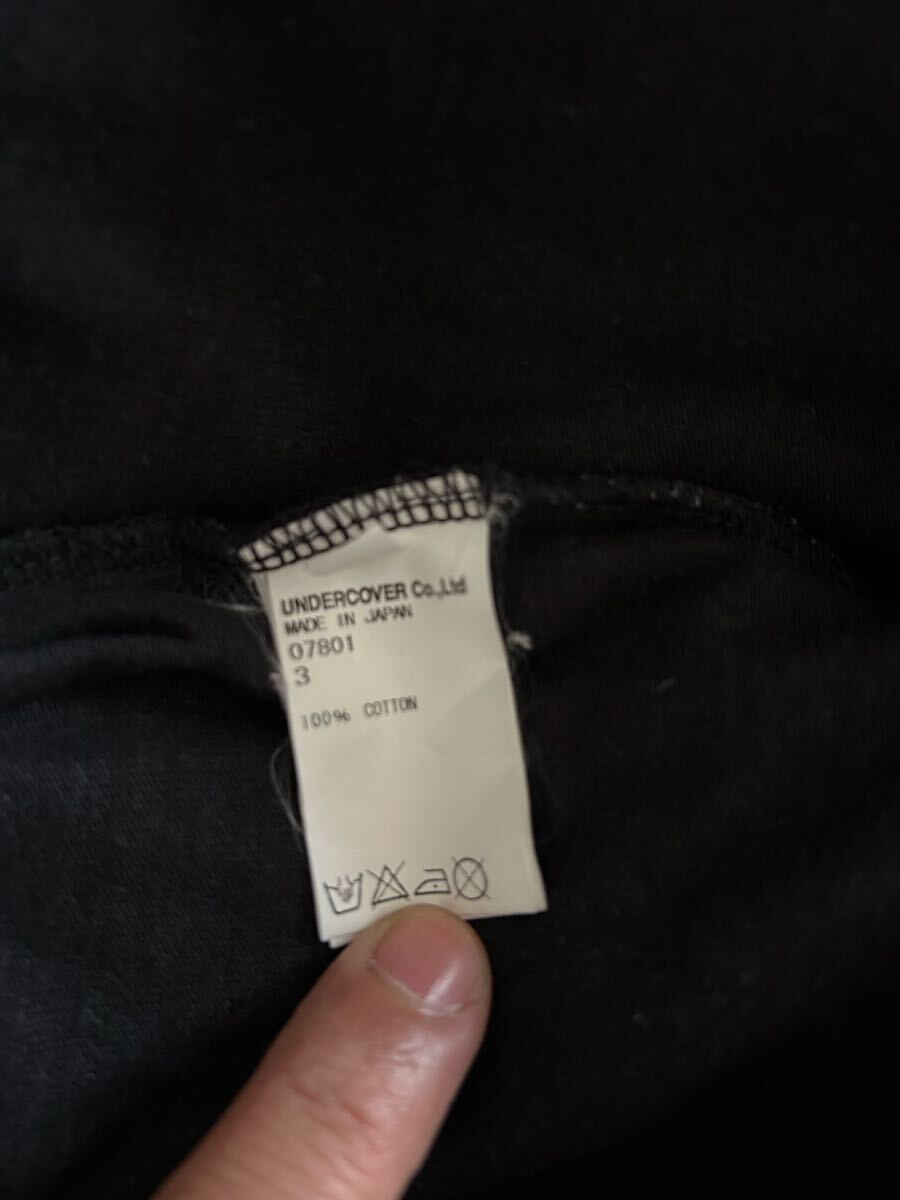 UNDERCOVER Co.,Ltd
MADE IN JAPAN
07801
3
100% COTTON